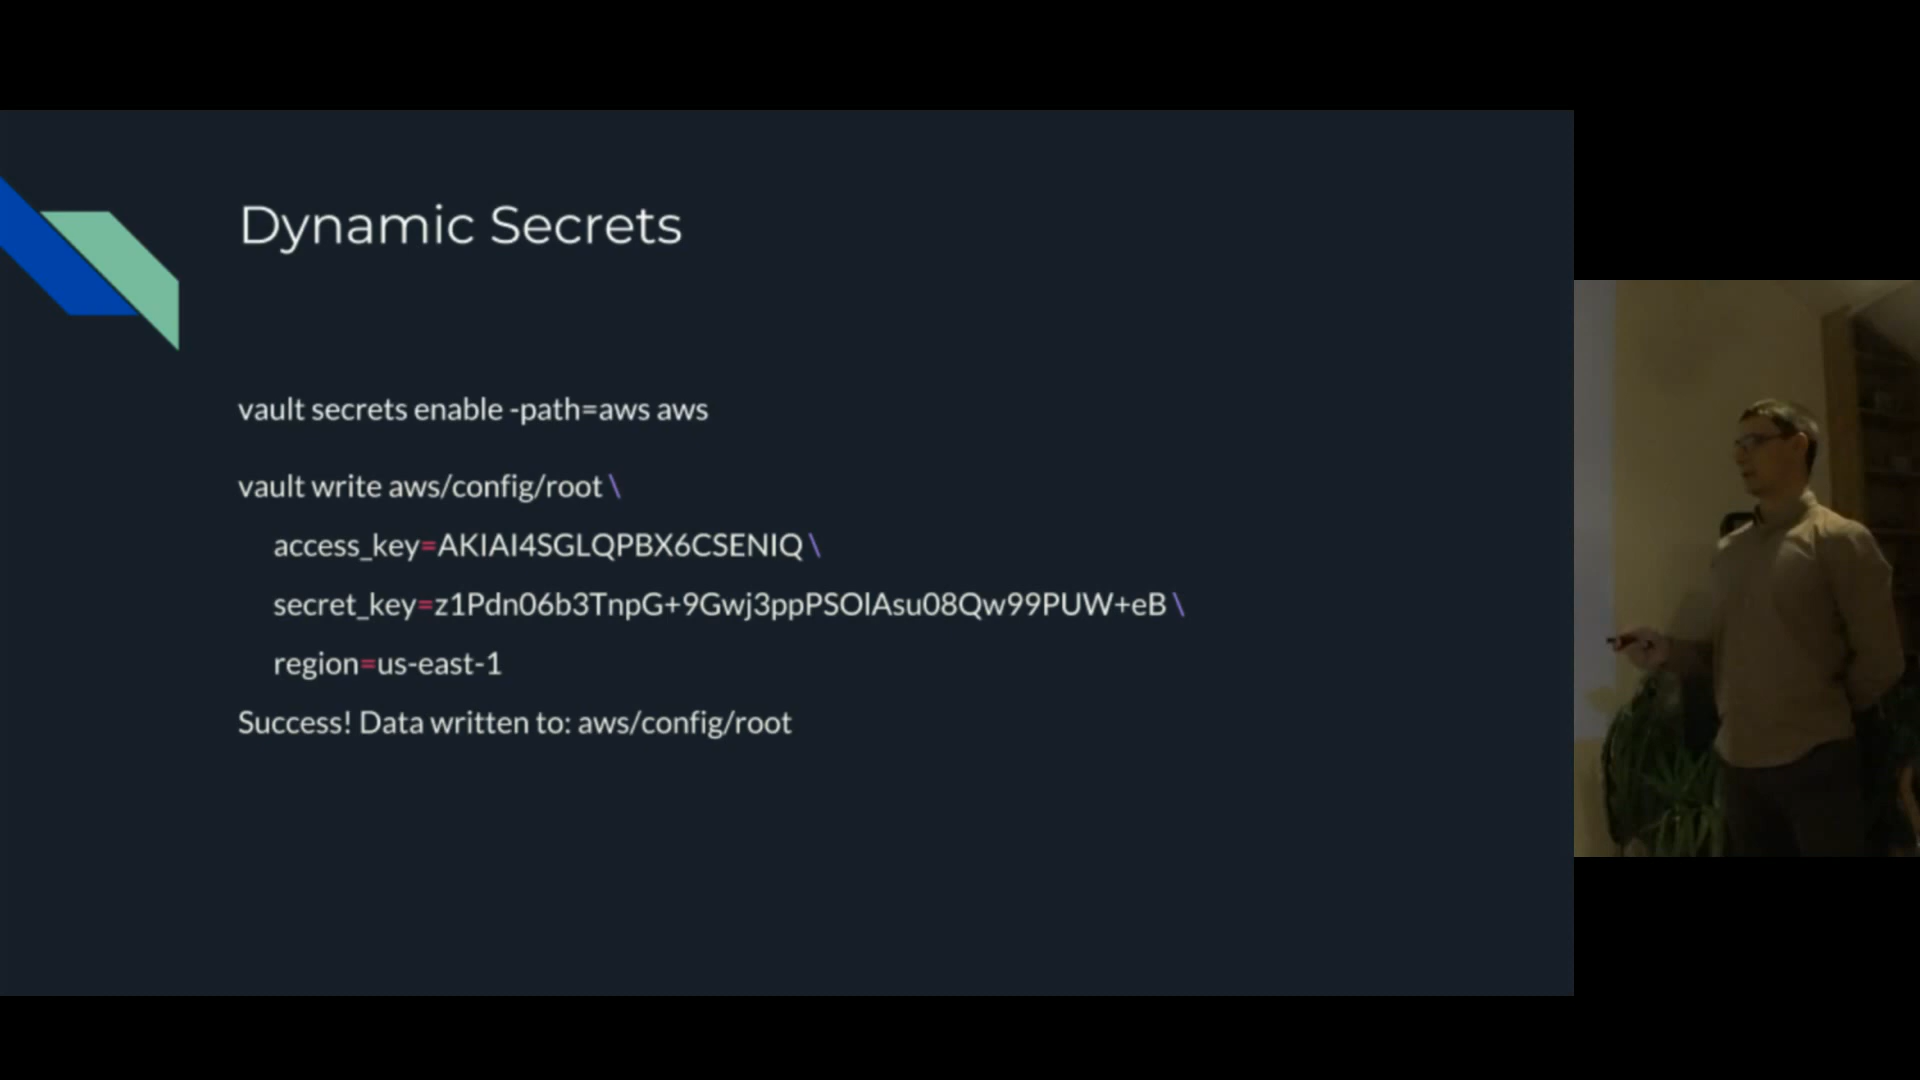 Dynamic Secrets
vault secrets enable -path=aws aws
vault write aws/config/root \
access_key=AKIAI4SGLQPBX6CSENIQ \
secret_key=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 \
region=us-east-1
Success! Data written to: aws/config/root